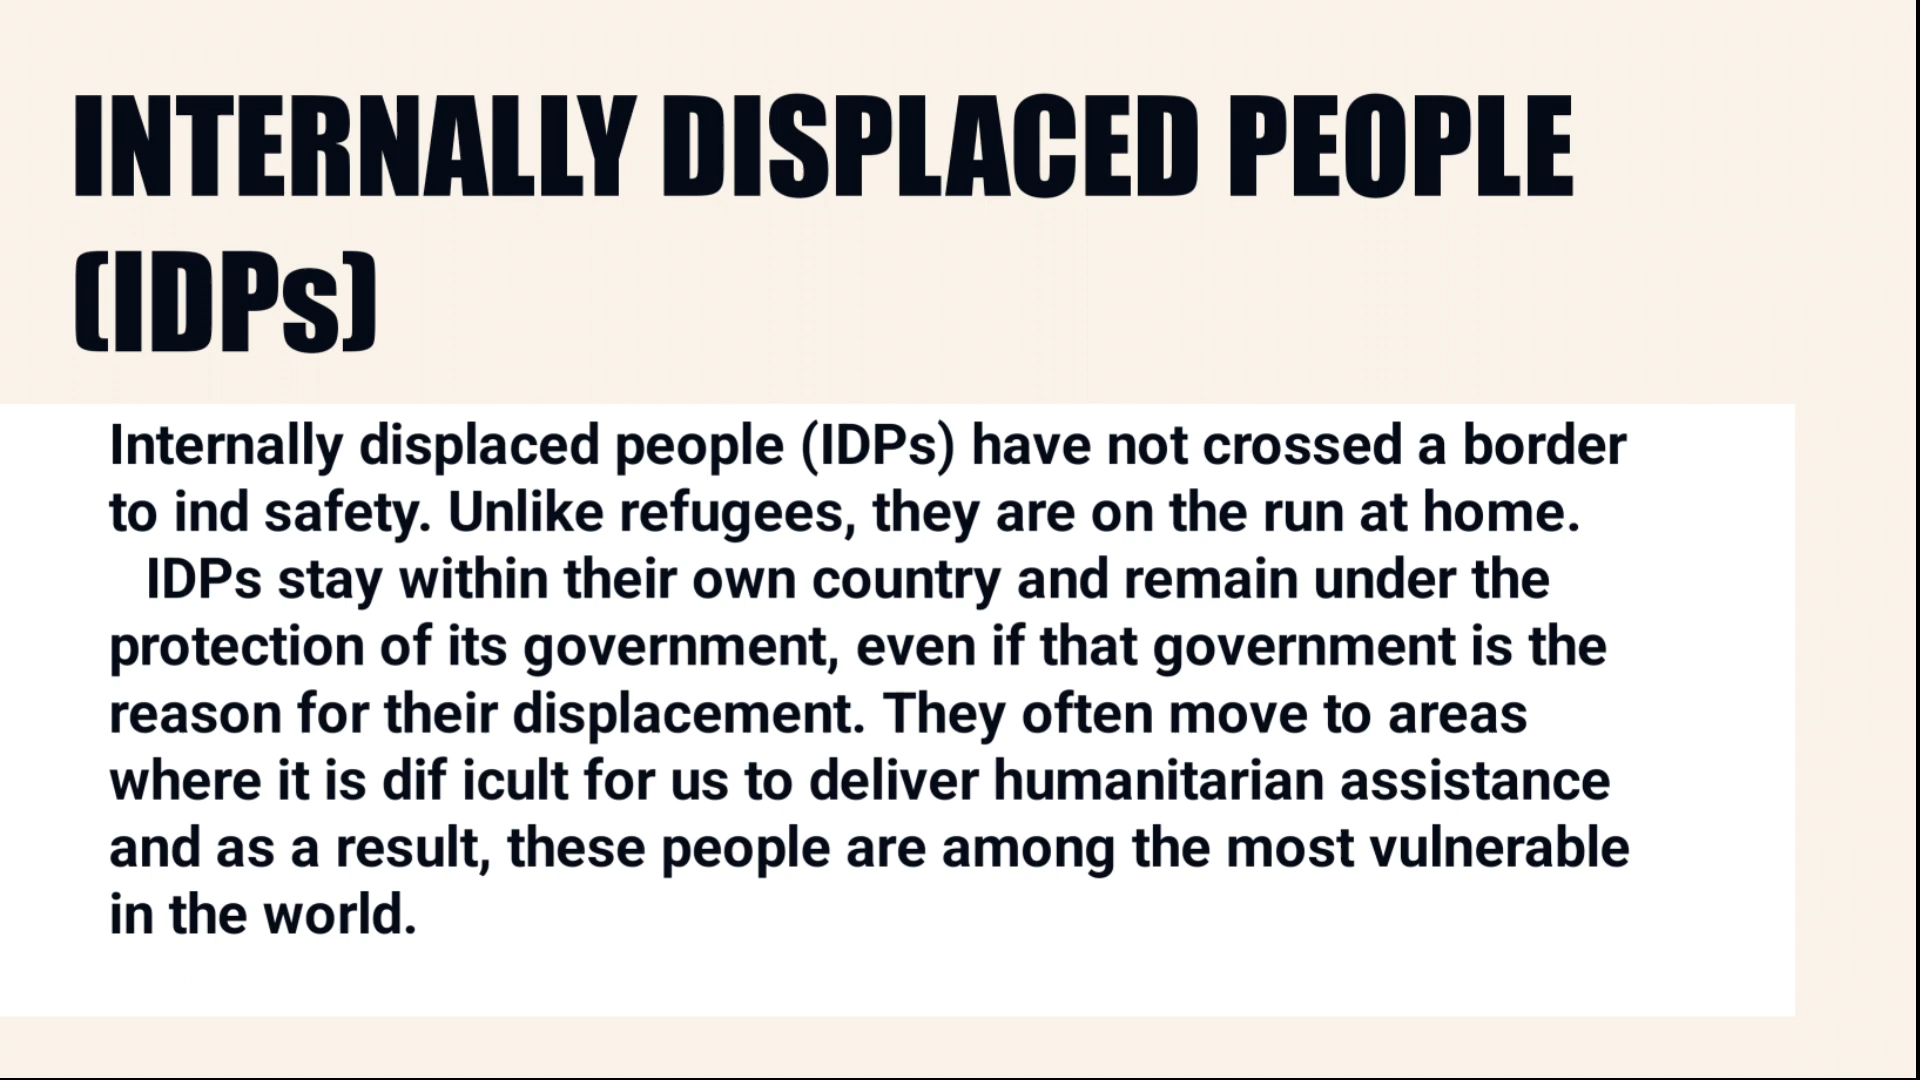 INTERNALLY DISPLACED PEOPLE
(IDPs)
Internally displaced people (IDPs) have not crossed a border
to ind safety. Unlike refugees, they are on the run at home.
IDPs stay within their own country and remain under the
protection of its government, even if that government is the
reason for their displacement. They often move to areas
where it is dif icult for us to deliver humanitarian assistance
and as a result, these people are among the most vulnerable
in the world.